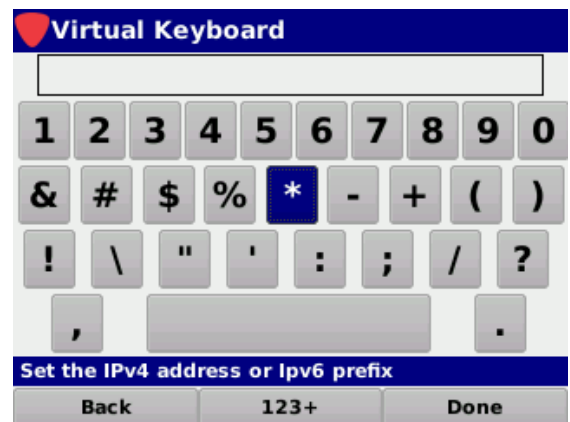 Virtual Keyboard
1 2 3 4 5 6 7 8 9 0
& # $ % * - + ( )
! \ " ' : ; / ?
, .
Set the IPv4 address or Ipv6 prefix
Back 123+ Done